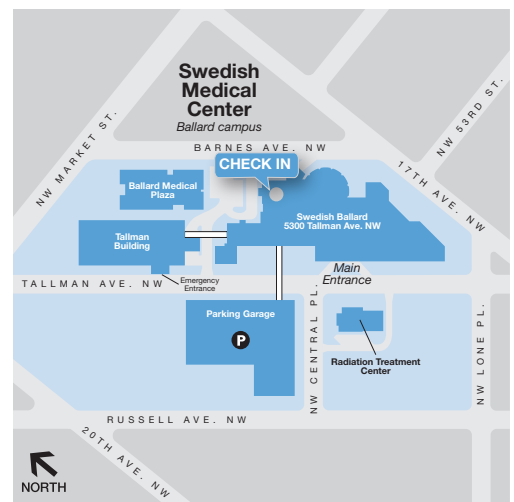 Swedish
Medical
Center
Ballard campus
NW 53RD ST.
BARNES AVE. NW
NW MARKET ST.
CHECK IN
17TH AVE. NW
Ballard Medical
Plaza
Swedish Ballard
5300 Tallman Ave. NW
Tallman
Building
Main
Entrance
TALLMAN AVE. NW
Emergency
Entrance
Parking Garage
P
NW CENTRAL PL.
Radiation Treatment
Center
NW LONE PL.
RUSSELL AVE. NW
20TH AVE. NW
NORTH